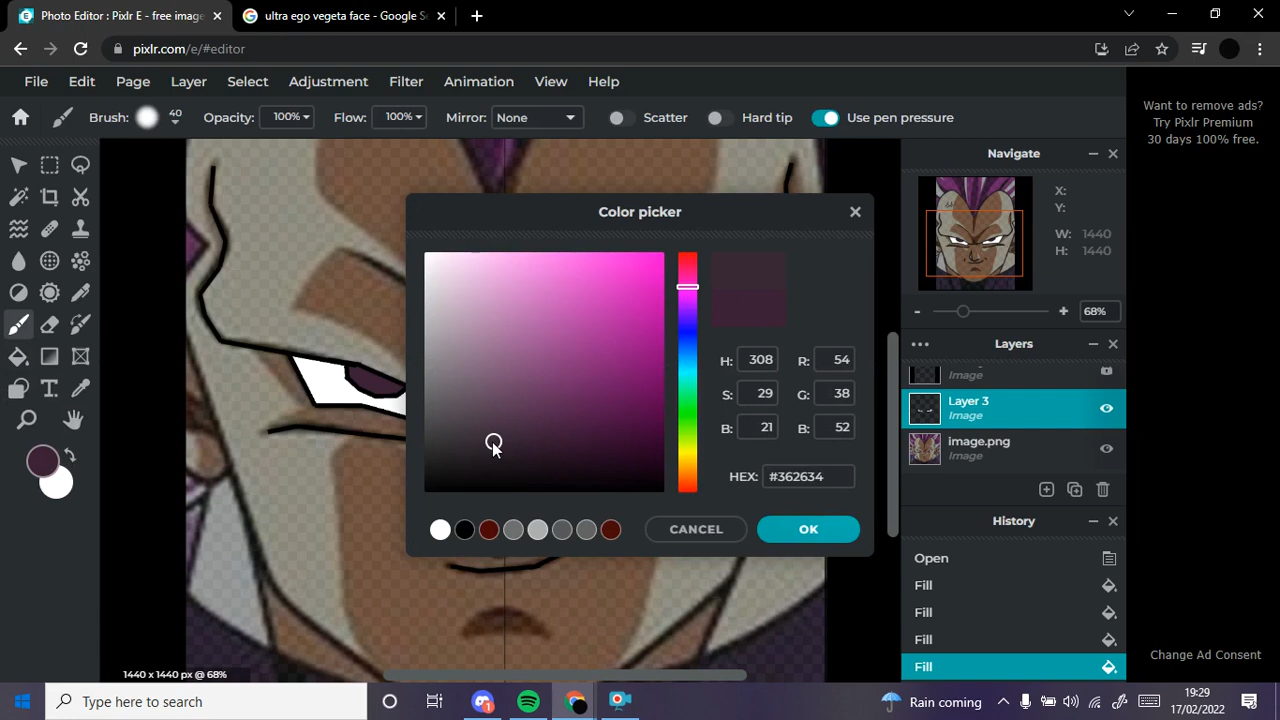 Photo Editor : Pixlr E - free image
ultra ego vegeta face - Google Se
pixlr.com/e/#editor
File Edit Page Layer Select Adjustment Filter Animation View Help
Brush: 40 Opacity: 100% Flow: 100% Mirror: None Scatter Hard tip Use pen pressure
Want to remove ads?
Try Pixlr Premium
30 days 100% free.
Navigate
X:
Y:
W: 1440
H: 1440
68%
Color picker
H: 308 R: 54
S: 29 G: 38
B: 21 B: 52
HEX: #362634
CANCEL OK
Layers
Image
Layer 3
Image
image.png
Image
History
Open
Fill
Fill
Fill
Fill
Change Ad Consent
1440 x 1440 px @ 68%
Type here to search
1
Rain coming
19:29
17/02/2022